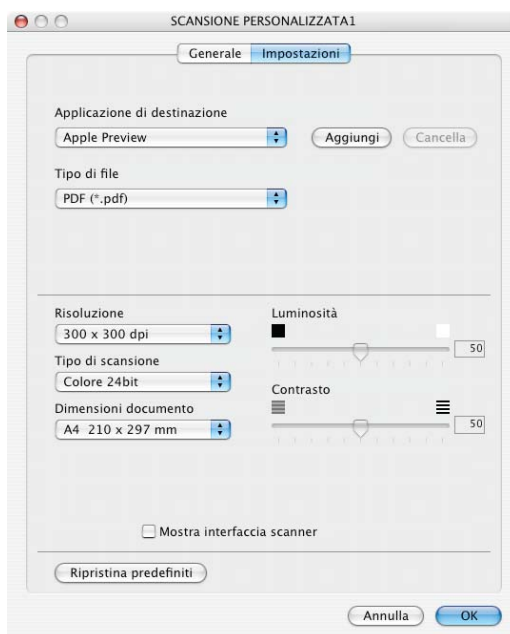 SCANSIONE PERSONALIZZATA1
Generale Impostazioni
Applicazione di destinazione
Apple Preview Aggiungi Cancella
Tipo di file
PDF (*.pdf)
Risoluzione Luminosità
300 x 300 dpi
50
Tipo di scansione
Colore 24bit
Contrasto
Dimensioni documento
A4 210 x 297 mm 50
Mostra interfaccia scanner
Ripristina predefiniti
Annulla OK